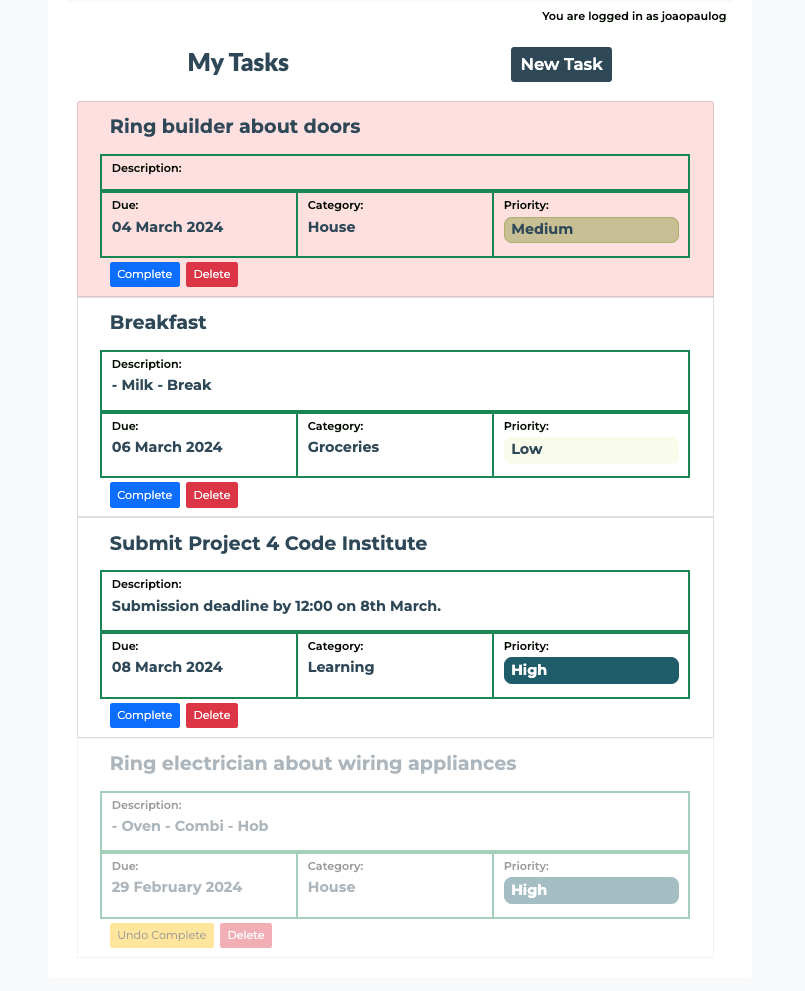 You are logged in as joaopaulog
My Tasks
New Task
Ring builder about doors
Description:
Due:
Category:
Priority:
04 March 2024
House
Medium
Complete
Delete
Breakfast
Description:
- Milk - Break
Due:
Category:
Priority:
06 March 2024
Groceries
Low
Complete
Delete
Submit Project 4 Code Institute
Description:
Submission deadline by 12:00 on 8th March.
Due:
Category:
Priority:
08 March 2024
Learning
High
Complete
Delete
Ring electrician about wiring appliances
Description:
- Oven - Combi - Hob
Due:
Category:
Priority:
29 February 2024
House
High
Undo Complete
Delete